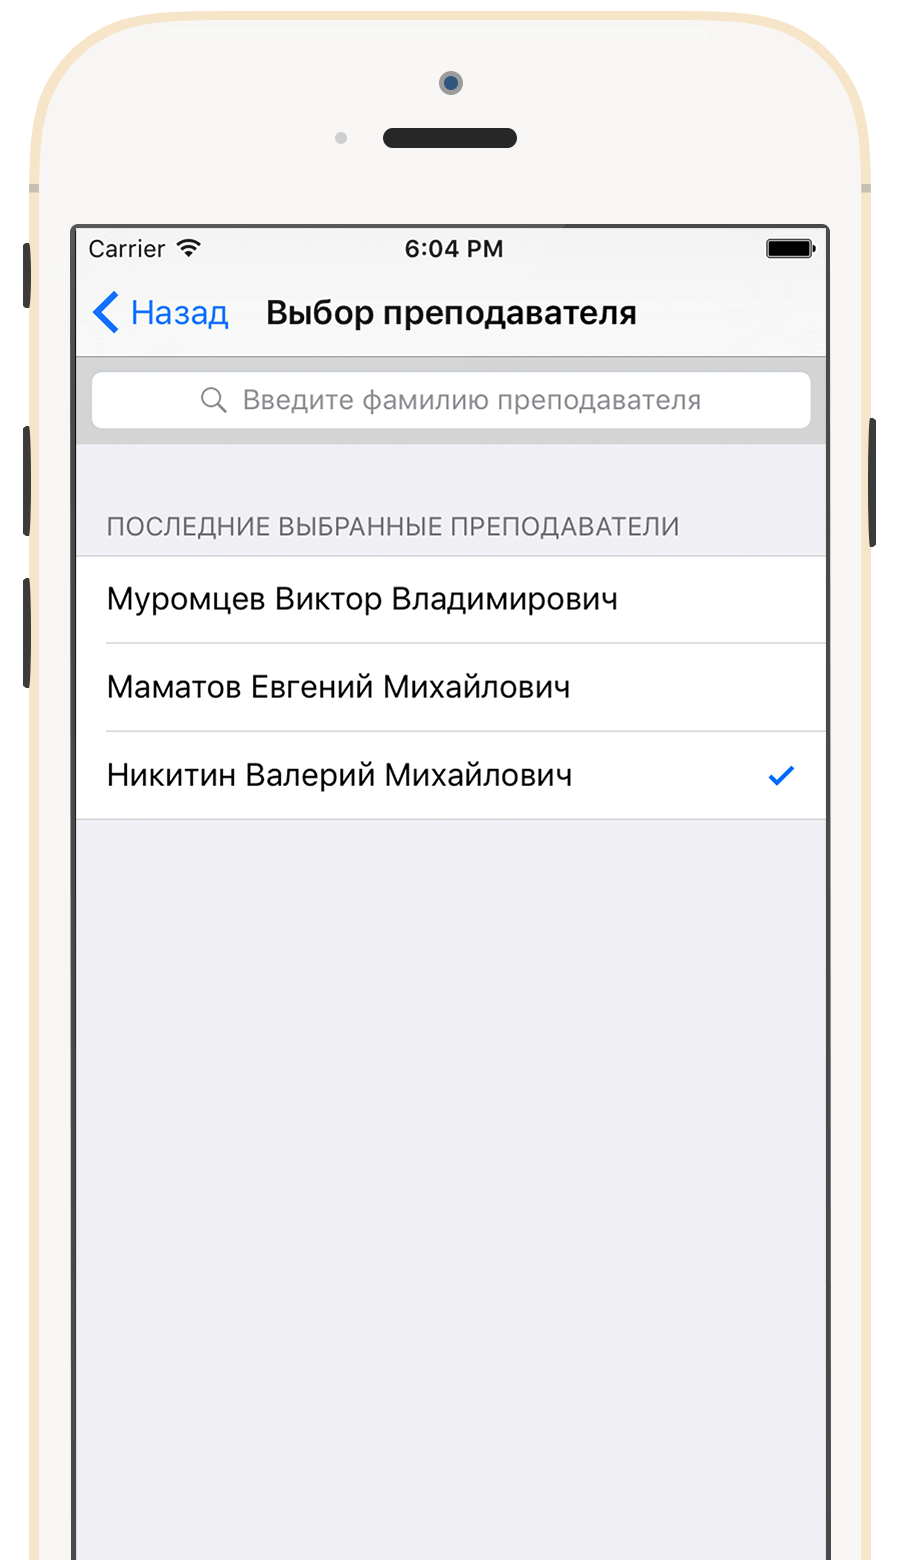 Carrier 6:04 PM
Назад Выбор преподавателя
Введите фамилию преподавателя
ПОСЛЕДНИЕ ВЫБРАННЫЕ ПРЕПОДАВАТЕЛИ
Муромцев Виктор Владимирович
Маматов Евгений Михайлович
Никитин Валерий Михайлович